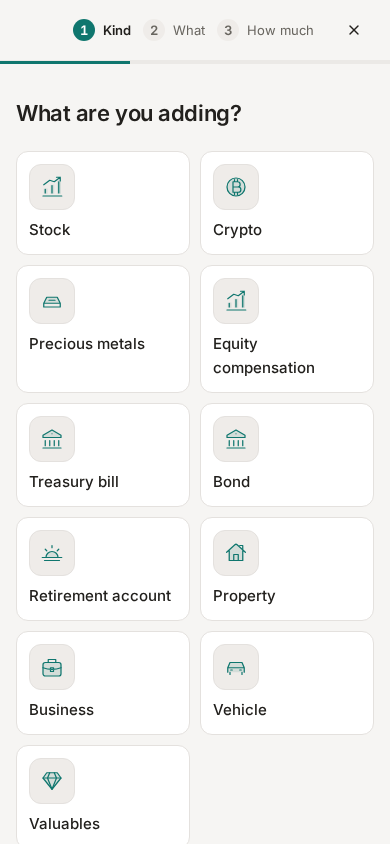 1 Kind 2 What 3 How much ×
What are you adding?
Stock
Crypto
Precious metals
Equity
compensation
Treasury bill
Bond
Retirement account
Property
Business
Vehicle
Valuables